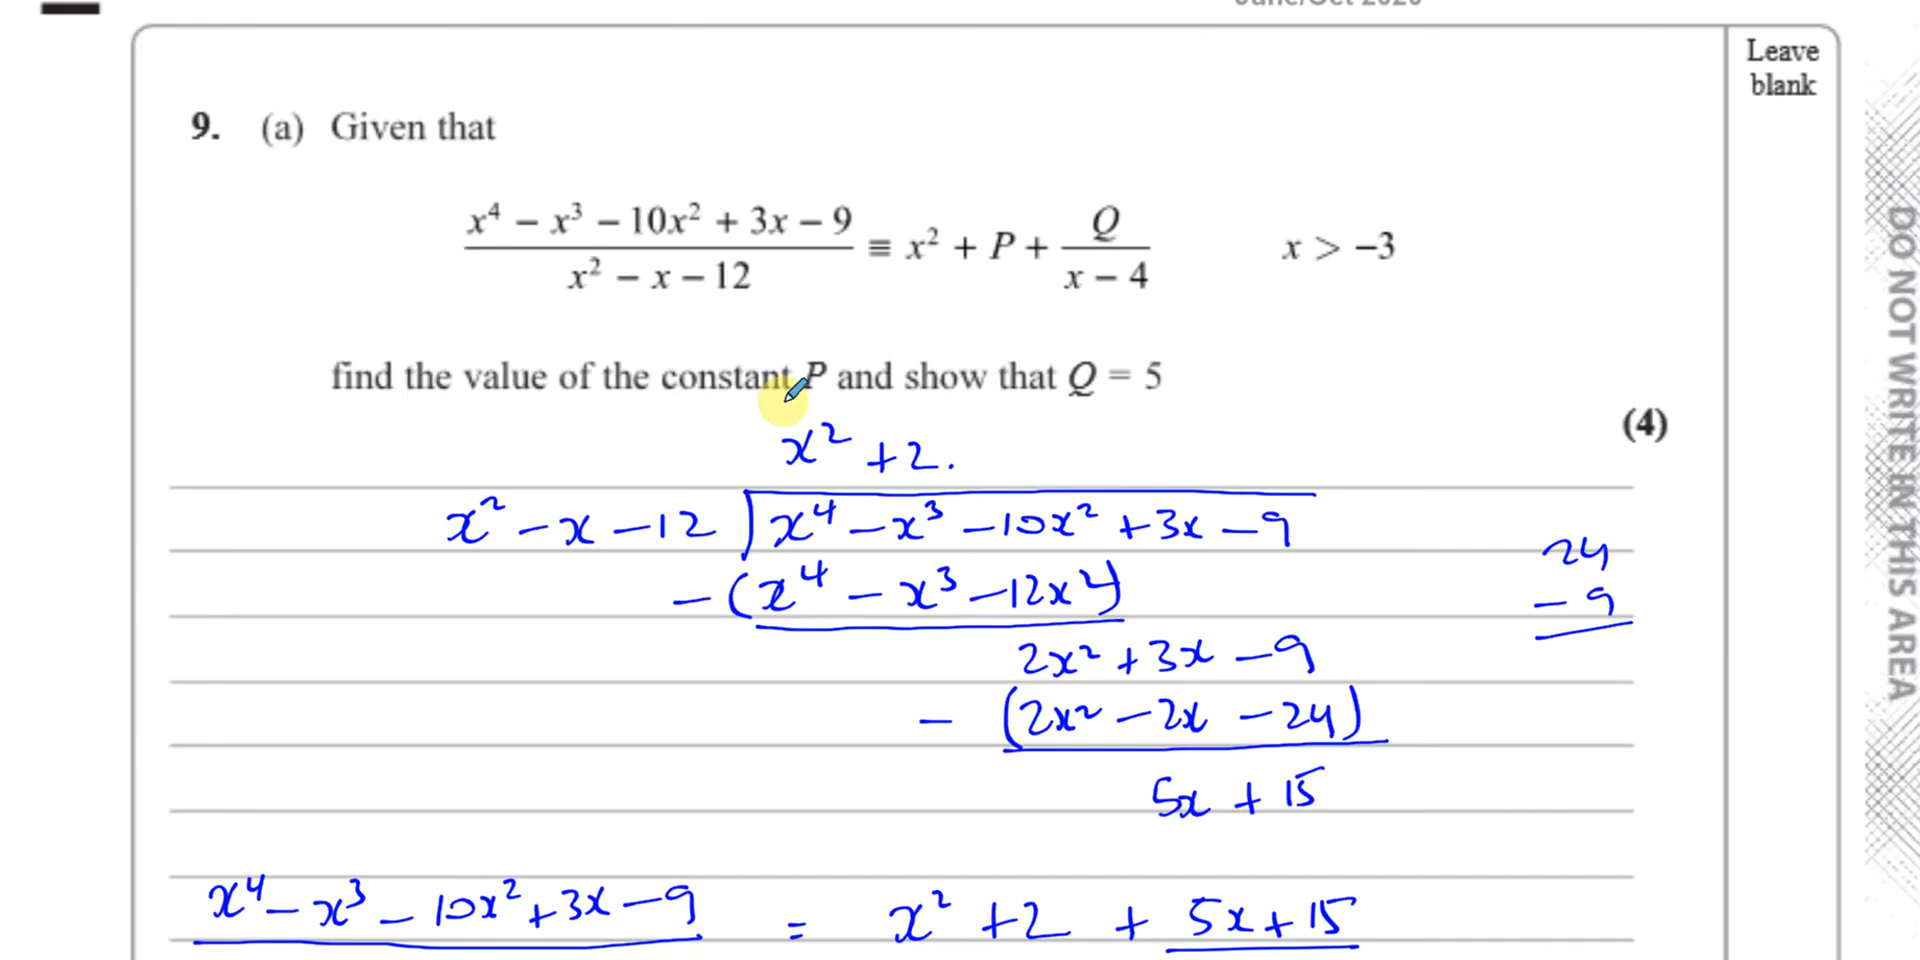 Leave
blank
9. (a) Given that
x⁴ − x³ − 10x² + 3x − 9
x² − x − 12
≡ x² + P +
Q
x − 4
x > −3
find the value of the constant P and show that Q = 5
(4)
x² + 2.
x² − x − 12 ) x⁴ − x³ − 10x² + 3x − 9
− (x⁴ − x³ − 12x²)
24
− 9
2x² + 3x − 9
− (2x² − 2x − 24)
5x + 15
x⁴ − x³ − 10x² + 3x − 9 = x² + 2 + 5x + 15
DO NOT WRITE IN THIS AREA